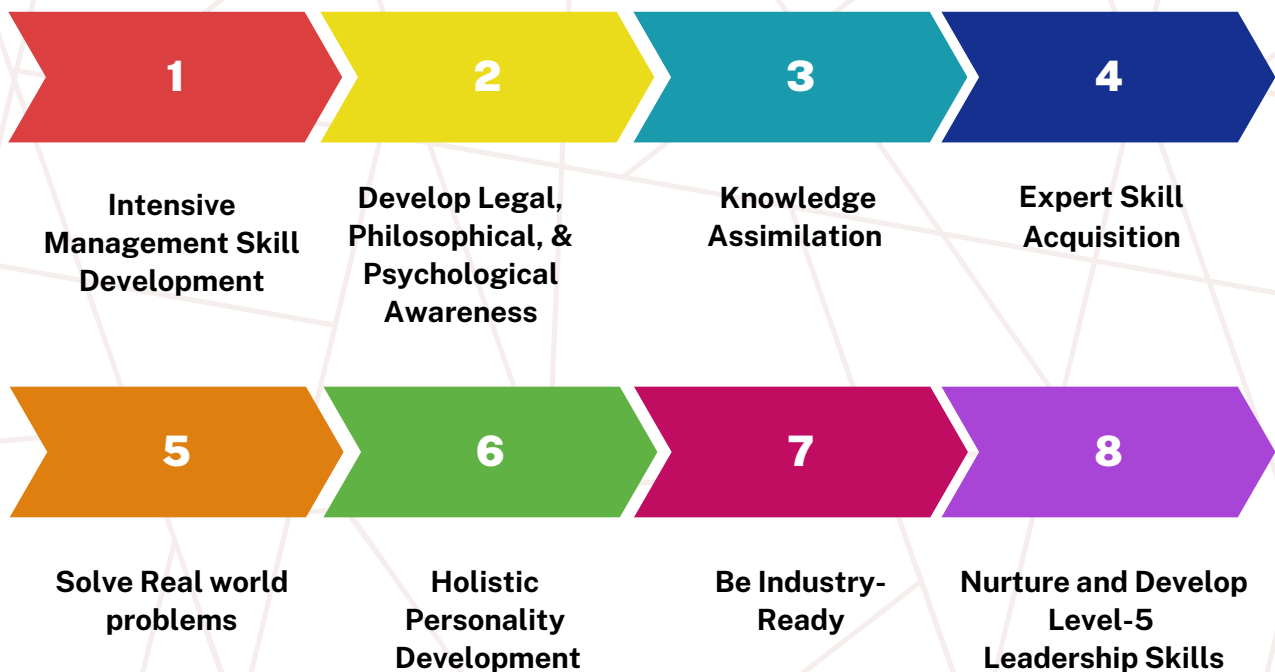 1
2
3
4
Intensive
Management Skill
Development
Develop Legal,
Philosophical, &
Psychological
Awareness
Knowledge
Assimilation
Expert Skill
Acquisition
5
6
7
8
Solve Real world
problems
Holistic
Personality
Development
Be Industry-
Ready
Nurture and Develop
Level-5
Leadership Skills